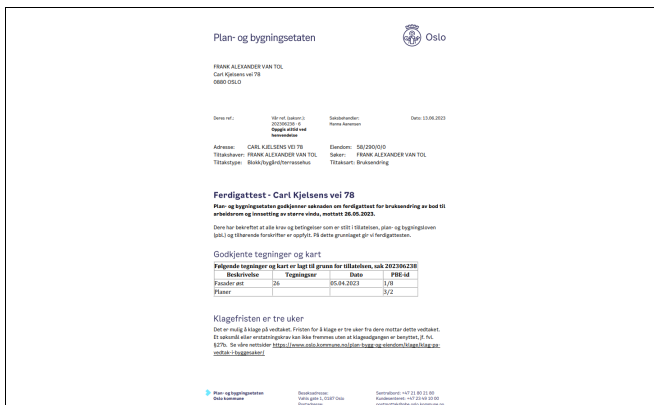 Plan- og bygningsetaten
Oslo
FRANK ALEXANDER VAN TOL
Carl Kjelsens vei 78
0880 OSLO
Deres ref.: Vår ref. (saksnr.): Saksbehandler: Dato: 13.06.2023
202306238 - 6 Hanna Aanensen
Oppgis alltid ved
henvendelse
Adresse: CARL KJELSENS VEI 78 Eiendom: 58/290/0/0
Tiltakshaver: FRANK ALEXANDER VAN TOL Søker: FRANK ALEXANDER VAN TOL
Tiltakstype: Blokk/bygård/terrassehus Tiltaksart: Bruksendring
Ferdigattest - Carl Kjelsens vei 78
Plan- og bygningsetaten godkjenner søknaden om ferdigattest for bruksendring av bod til
arbeidsrom og innsetting av større vindu, mottatt 26.05.2023.
Dere har bekreftet at alle krav og betingelser som er stilt i tillatelsen, plan- og bygningsloven
(pbl.) og tilhørende forskrifter er oppfylt. På dette grunnlaget gir vi ferdigattesten.
Godkjente tegninger og kart
Følgende tegninger og kart er lagt til grunn for tillatelsen, sak 202306238
Beskrivelse Tegningsnr Dato PBE-id
Fasader øst 26 05.04.2023 1/8
Planer 3/2
Klagefristen er tre uker
Det er mulig å klage på vedtaket. Fristen for å klage er tre uker fra dere mottar dette vedtaket.
Et søksmål eller erstatningskrav kan ikke fremmes uten at klageadgangen er benyttet, jf. fvl.
§27b. Se våre nettsider https://www.oslo.kommune.no/plan-bygg-og-eiendom/klage/klag-pa-
vedtak-i-byggesaker/
Plan- og bygningsetaten Besøksadresse: Sentralbord: +47 21 80 21 80
Oslo kommune Vahls gate 1, 0187 Oslo Kundesenteret: +47 23 49 10 00